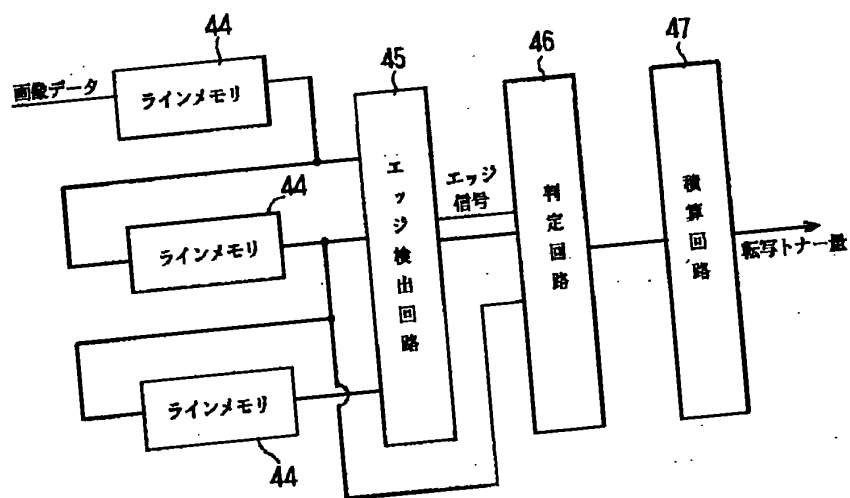 44
画像データ
ラインメモリ
45
46
47
44
ラインメモリ
エッジ検出回路
エッジ
信号
判定回路
積算回路
転写トナー量
ラインメモリ
44